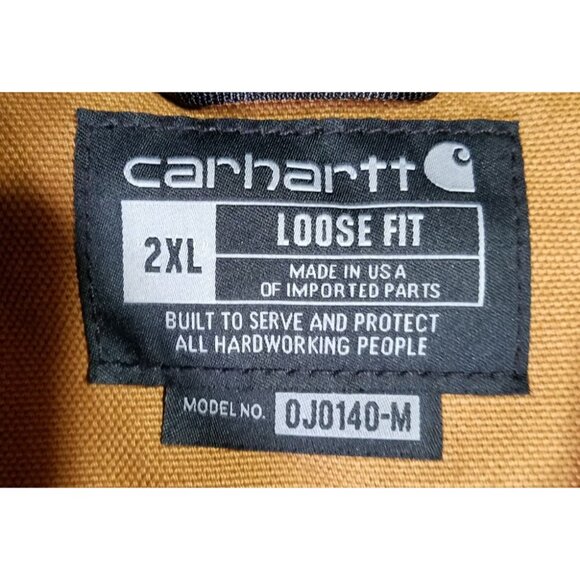 carhartt
2XL
LOOSE FIT
MADE IN USA
OF IMPORTED PARTS
BUILT TO SERVE AND PROTECT
ALL HARDWORKING PEOPLE
MODEL NO. 0J0140-M